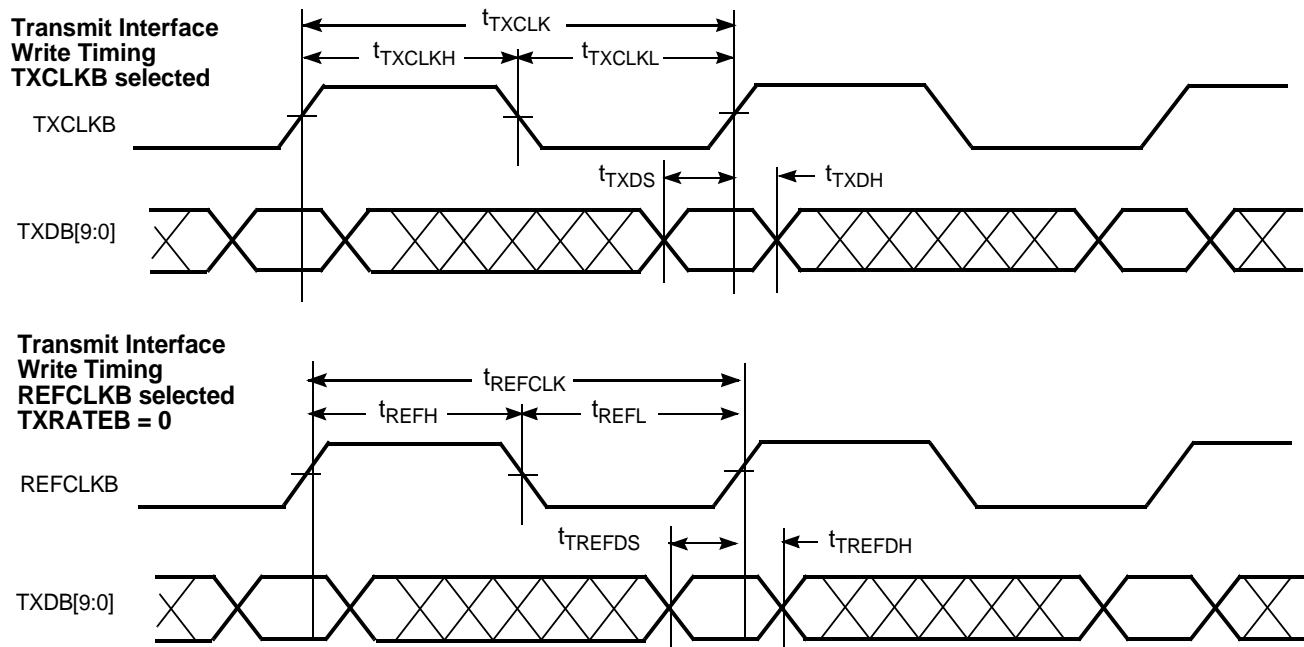 Transmit Interface
Write Timing
TXCLKB selected
tTXCLK
tTXCLKH
tTXCLKL
TXCLKB
tTXDS
tTXDH
TXDB[9:0]
Transmit Interface
Write Timing
REFCLKB selected
TXRATEB = 0
tREFCLK
tREFH
tREFL
REFCLKB
tTREFDS
tTREFDH
TXDB[9:0]